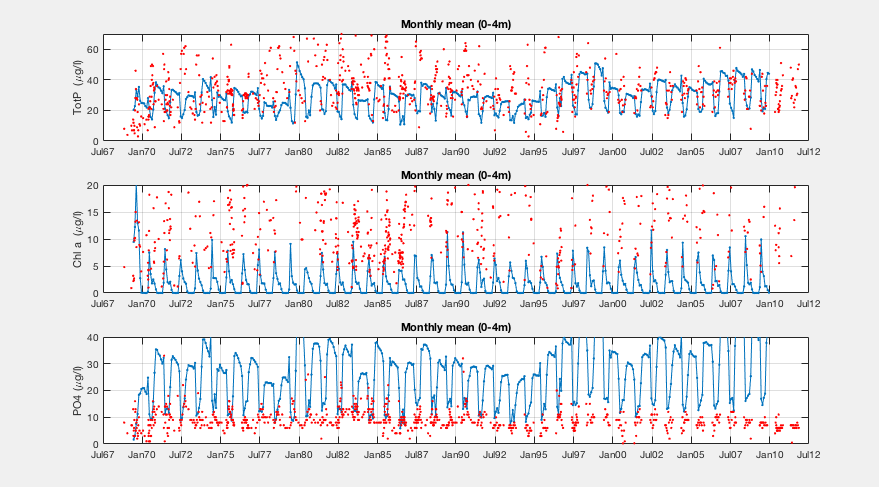 Monthly mean (0-4m)
TotP (μg/l)
60
40
20
0
Jul67 Jan70 Jul72 Jan75 Jul77 Jan80 Jul82 Jan85 Jul87 Jan90 Jul92 Jan95 Jul97 Jan00 Jul02 Jan05 Jul07 Jan10 Jul12
Monthly mean (0-4m)
Chl a (μg/l)
20
15
10
5
0
Jul67 Jan70 Jul72 Jan75 Jul77 Jan80 Jul82 Jan85 Jul87 Jan90 Jul92 Jan95 Jul97 Jan00 Jul02 Jan05 Jul07 Jan10 Jul12
Monthly mean (0-4m)
PO4 (μg/l)
40
30
20
10
0
Jul67 Jan70 Jul72 Jan75 Jul77 Jan80 Jul82 Jan85 Jul87 Jan90 Jul92 Jan95 Jul97 Jan00 Jul02 Jan05 Jul07 Jan10 Jul12